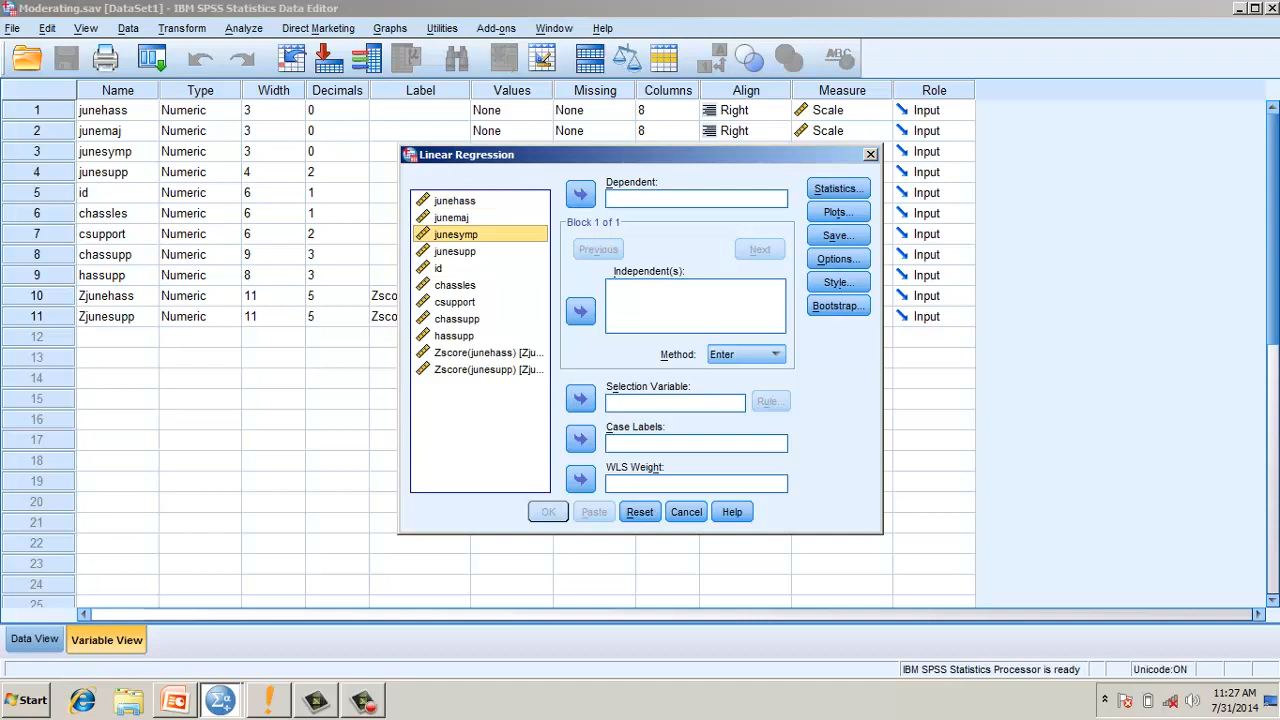 Moderating.sav [DataSet1] - IBM SPSS Statistics Data Editor
File Edit View Data Transform Analyze Direct Marketing Graphs Utilities Add-ons Window Help
Name Type Width Decimals Label Values Missing Columns Align Measure Role
1 junehass Numeric 3 0 None None 8 Right Scale Input
2 junemaj Numeric 3 0 None None 8 Right Scale Input
3 junesymp Numeric 3 0 Input
4 junesupp Numeric 4 2 Input
5 id Numeric 6 1 Input
6 chassles Numeric 6 1 Input
7 csupport Numeric 6 2 Input
8 chassupp Numeric 9 3 Input
9 hassupp Numeric 8 3 Input
10 Zjunehass Numeric 11 5 Zsco Input
11 Zjunesupp Numeric 11 5 Zsco Input
12
13
14
15
16
17
18
19
20
21
22
23
24
25
Linear Regression
junehass
junemaj
junesymp
junesupp
id
chassles
csupport
chassupp
hassupp
Zscore(junehass) [Zju...
Zscore(junesupp) [Zju...
Dependent:
Block 1 of 1
Previous Next
Independent(s):
Method: Enter
Selection Variable:
Rule...
Case Labels:
WLS Weight:
Statistics...
Plots...
Save...
Options...
Style...
Bootstrap...
OK Paste Reset Cancel Help
Data View Variable View
IBM SPSS Statistics Processor is ready Unicode:ON
Start
11:27 AM
7/31/2014